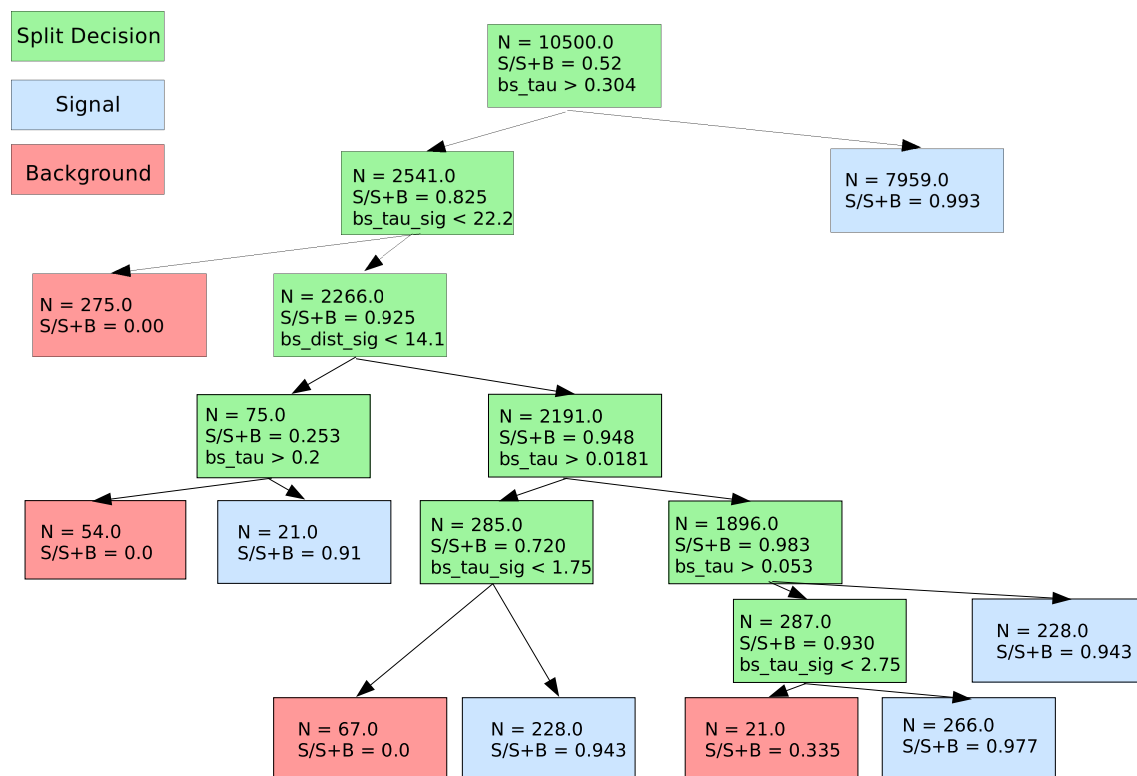 Split Decision
Signal
Background
N = 10500.0
S/S+B = 0.52
bs_tau > 0.304
N = 2541.0
S/S+B = 0.825
bs_tau_sig < 22.2
N = 7959.0
S/S+B = 0.993
N = 275.0
S/S+B = 0.00
N = 2266.0
S/S+B = 0.925
bs_dist_sig < 14.1
N = 75.0
S/S+B = 0.253
bs_tau > 0.2
N = 2191.0
S/S+B = 0.948
bs_tau > 0.0181
N = 54.0
S/S+B = 0.0
N = 21.0
S/S+B = 0.91
N = 285.0
S/S+B = 0.720
bs_tau_sig < 1.75
N = 1896.0
S/S+B = 0.983
bs_tau > 0.053
N = 287.0
S/S+B = 0.930
bs_tau_sig < 2.75
N = 228.0
S/S+B = 0.943
N = 67.0
S/S+B = 0.0
N = 228.0
S/S+B = 0.943
N = 21.0
S/S+B = 0.335
N = 266.0
S/S+B = 0.977